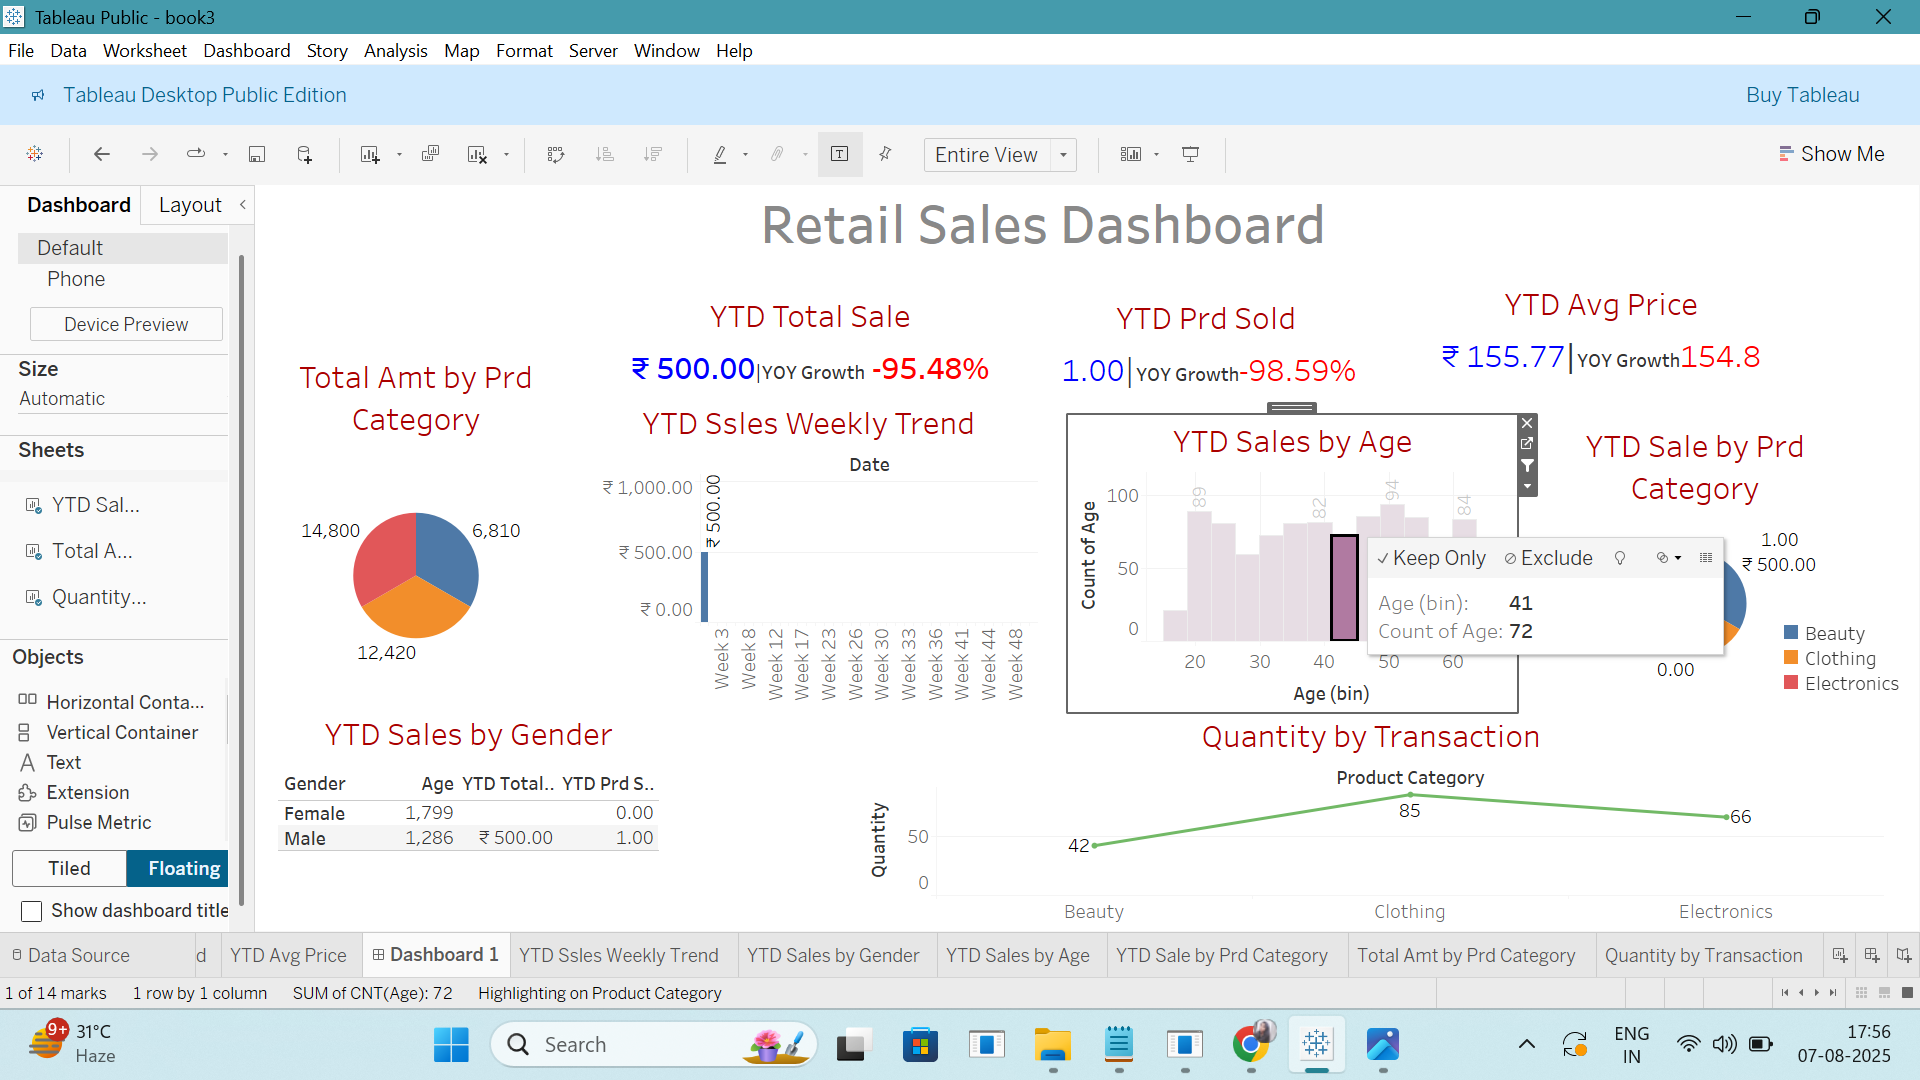 Tableau Public - book3
File Data Worksheet Dashboard Story Analysis Map Format Server Window Help
Tableau Desktop Public Edition
Buy Tableau
Entire View
Show Me
Dashboard Layout
Default
Phone
Device Preview
Size
Automatic
Sheets
YTD Sal...
Total A...
Quantity...
Objects
Horizontal Conta...
Vertical Container
Text
Extension
Pulse Metric
Tiled Floating
Show dashboard title
Retail Sales Dashboard
YTD Total Sale
₹ 500.00|YOY Growth -95.48%
YTD Prd Sold
1.00|YOY Growth-98.59%
YTD Avg Price
₹ 155.77|YOY Growth154.8
Total Amt by Prd
Category
14,800
6,810
12,420
YTD Ssles Weekly Trend
Date
₹ 1,000.00
₹ 500.00
₹ 0.00
₹ 500.00
Week 3
Week 8
Week 12
Week 17
Week 23
Week 26
Week 30
Week 33
Week 36
Week 41
Week 44
Week 48
YTD Sales by Age
Count of Age
100
50
0
89
82
94
84
20 30 40 50 60
Age (bin)
Keep Only Exclude
Age (bin): 41
Count of Age: 72
YTD Sale by Prd
Category
1.00
₹ 500.00
0.00
Beauty
Clothing
Electronics
YTD Sales by Gender
Gender Age YTD Total.. YTD Prd S..
Female 1,799 0.00
Male 1,286 ₹ 500.00 1.00
Quantity by Transaction
Product Category
Quantity
50
0
42
85
66
Beauty Clothing Electronics
Data Source d YTD Avg Price Dashboard 1 YTD Ssles Weekly Trend YTD Sales by Gender YTD Sales by Age YTD Sale by Prd Category Total Amt by Prd Category Quantity by Transaction
1 of 14 marks 1 row by 1 column SUM of CNT(Age): 72 Highlighting on Product Category
9+
31°C
Haze
Search
ENG
IN
17:56
07-08-2025